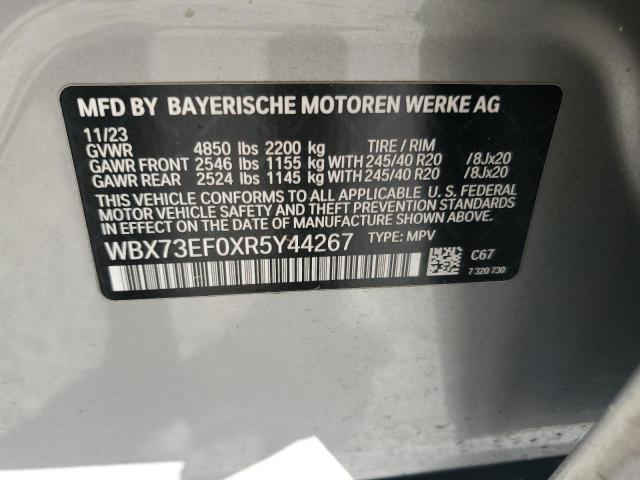 MFD BY BAYERISCHE MOTOREN WERKE AG
11/23
GVWR 4850 lbs 2200 kg TIRE / RIM
GAWR FRONT 2546 lbs 1155 kg WITH 245/40 R20 /8Jx20
GAWR REAR 2524 lbs 1145 kg WITH 245/40 R20 /8Jx20
THIS VEHICLE CONFORMS TO ALL APPLICABLE U.S. FEDERAL
MOTOR VEHICLE SAFETY AND THEFT PREVENTION STANDARDS
IN EFFECT ON THE DATE OF MANUFACTURE SHOWN ABOVE.
WBX73EF0XR5Y44267 TYPE: MPV
C67
7 320 730